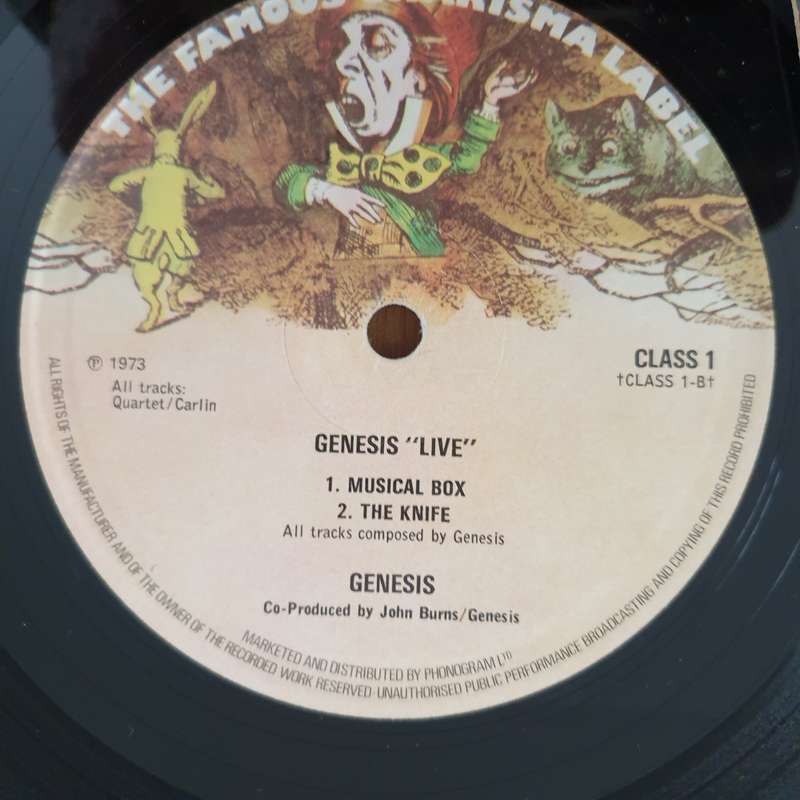 THE FAMOUS CHARISMA LABEL
℗ 1973
All tracks:
Quartet/Carlin
CLASS 1
†CLASS 1-B†
GENESIS "LIVE"
1. MUSICAL BOX
2. THE KNIFE
All tracks composed by Genesis
GENESIS
Co-Produced by John Burns/Genesis
MARKETED AND DISTRIBUTED BY PHONOGRAM LTD
ALL RIGHTS OF THE MANUFACTURER AND OF THE OWNER OF THE RECORDED WORK RESERVED-UNAUTHORISED PUBLIC PERFORMANCE BROADCASTING AND COPYING OF THIS RECORD PROHIBITED